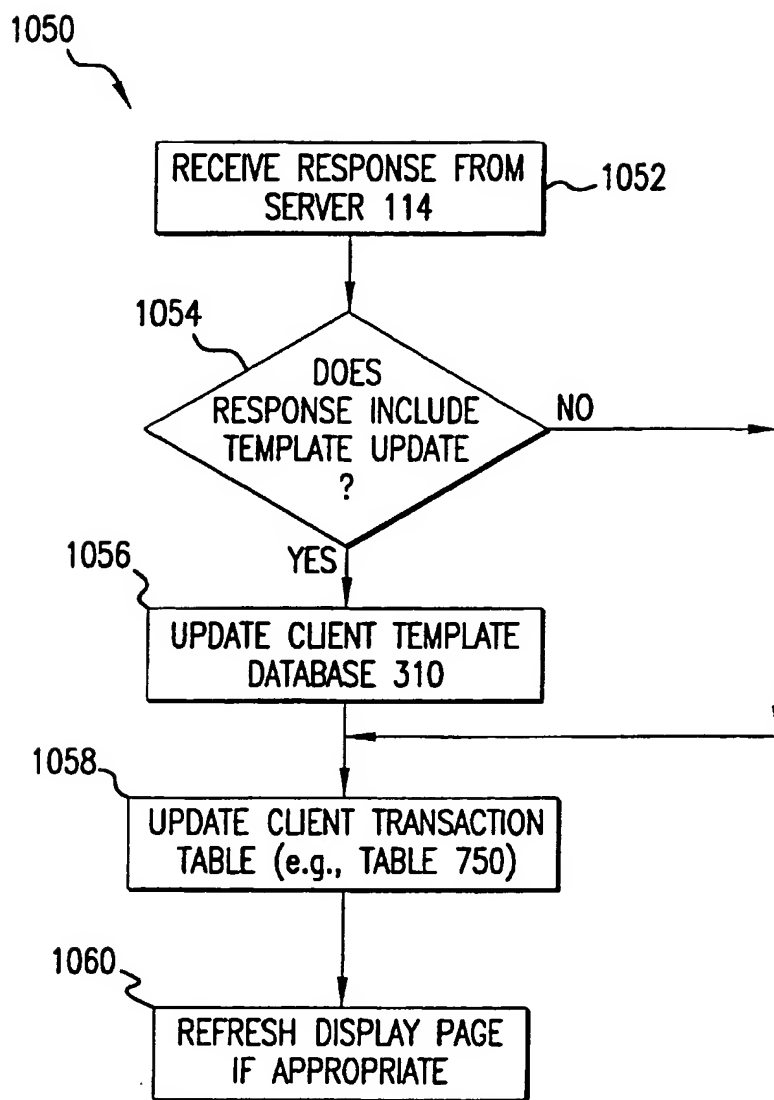 1050
RECEIVE RESPONSE FROM
SERVER 114
1052
1054
DOES
RESPONSE INCLUDE
TEMPLATE UPDATE
?
NO
YES
1056
UPDATE CLIENT TEMPLATE
DATABASE 310
1058
UPDATE CLIENT TRANSACTION
TABLE (e.g., TABLE 750)
1060
REFRESH DISPLAY PAGE
IF APPROPRIATE